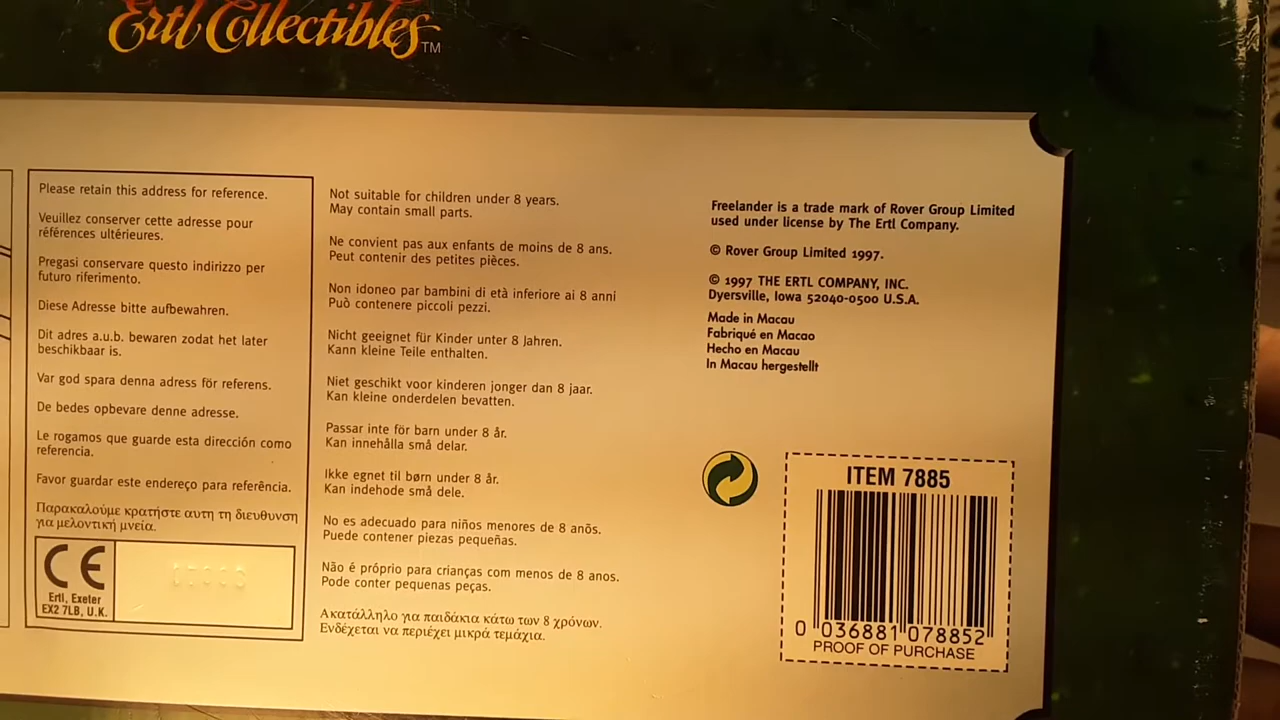 Ertl Collectibles™
Please retain this address for reference.
Veuillez conserver cette adresse pour
références ultérieures.
Pregasi conservare questo indirizzo per
futuro riferimento.
Diese Adresse bitte aufbewahren.
Dit adres a.u.b. bewaren zodat het later
beschikbaar is.
Var god spara denna adress för referens.
De bedes opbevare denne adresse.
Le rogamos que guarde esta dirección como
referencia.
Favor guardar este endereço para referência.
Παρακαλούμε κρατήστε αυτη τη διευθυνση
για μελοντική μνεία.
CE
Ertl, Exeter
EX2 7LB, U.K.
Not suitable for children under 8 years.
May contain small parts.
Ne convient pas aux enfants de moins de 8 ans.
Peut contenir des petites pièces.
Non idoneo par bambini di età inferiore ai 8 anni
Può contenere piccoli pezzi.
Nicht geeignet für Kinder unter 8 Jahren.
Kann kleine Teile enthalten.
Niet geschikt voor kinderen jonger dan 8 jaar.
Kan kleine onderdelen bevatten.
Passar inte för barn under 8 år.
Kan innehålla små delar.
Ikke egnet til børn under 8 år.
Kan indehode små dele.
No es adecuado para niños menores de 8 anõs.
Puede contener piezas pequeñas.
Não é próprio para crianças com menos de 8 anos.
Pode conter pequenas peças.
Ακατάλληλο για παιδάκια κάτω των 8 χρόνων.
Ενδέχεται να περιέχει μικρά τεμάχια.
Freelander is a trade mark of Rover Group Limited
used under license by The Ertl Company.
© Rover Group Limited 1997.
© 1997 THE ERTL COMPANY, INC.
Dyersville, Iowa 52040-0500 U.S.A.
Made in Macau
Fabriqué en Macao
Hecho en Macau
In Macau hergestellt
ITEM 7885
0 036881 078852
PROOF OF PURCHASE